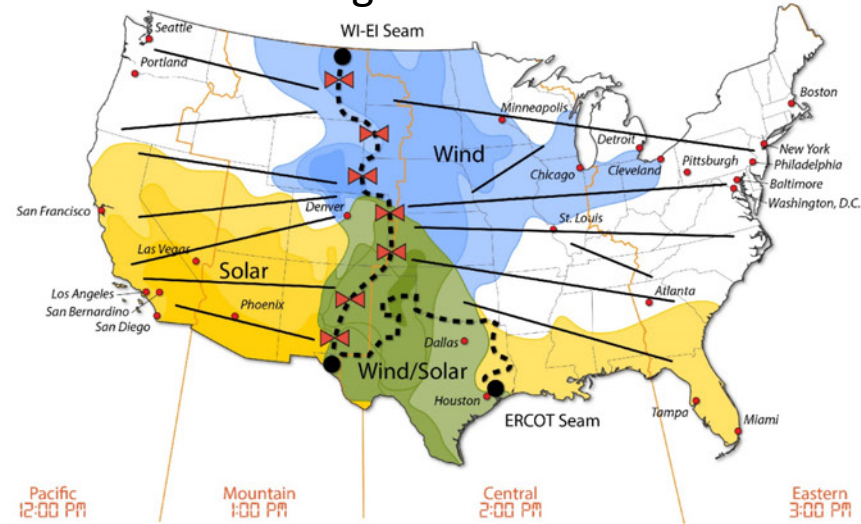 Seattle
WI-EI Seam
Portland
Boston
Minneapolis
Detroit
New York
Wind
Pittsburgh
Philadelphia
Chicago
Cleveland
Baltimore
Washington, D.C.
Denver
San Francisco
St. Louis
Las Vegas
Solar
Los Angeles
Phoenix
Atlanta
San Bernardino
San Diego
Dallas
Wind/Solar
Houston
ERCOT Seam
Tampa
Miami
Pacific
12:00 PM
Mountain
1:00 PM
Central
2:00 PM
Eastern
3:00 PM